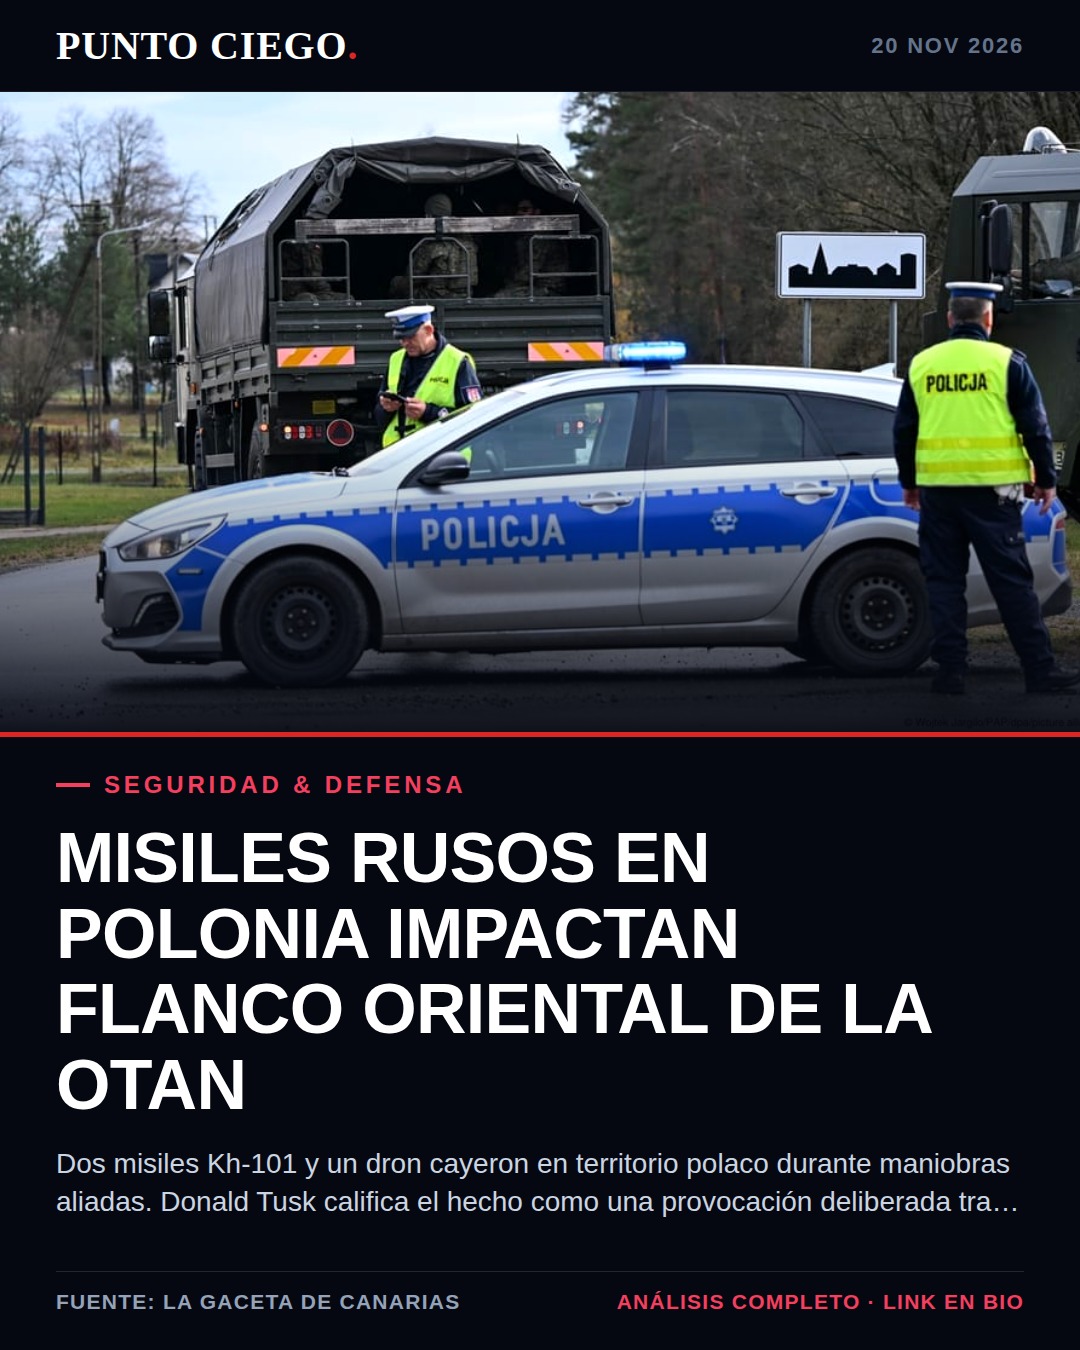 PUNTO CIEGO.
20 NOV 2026
POLICJA
POLICJA
SEGURIDAD & DEFENSA
MISILES RUSOS EN
POLONIA IMPACTAN
FLANCO ORIENTAL DE LA
OTAN
Dos misiles Kh-101 y un dron cayeron en territorio polaco durante maniobras
aliadas. Donald Tusk califica el hecho como una provocación deliberada tra…
FUENTE: LA GACETA DE CANARIAS
ANÁLISIS COMPLETO · LINK EN BIO